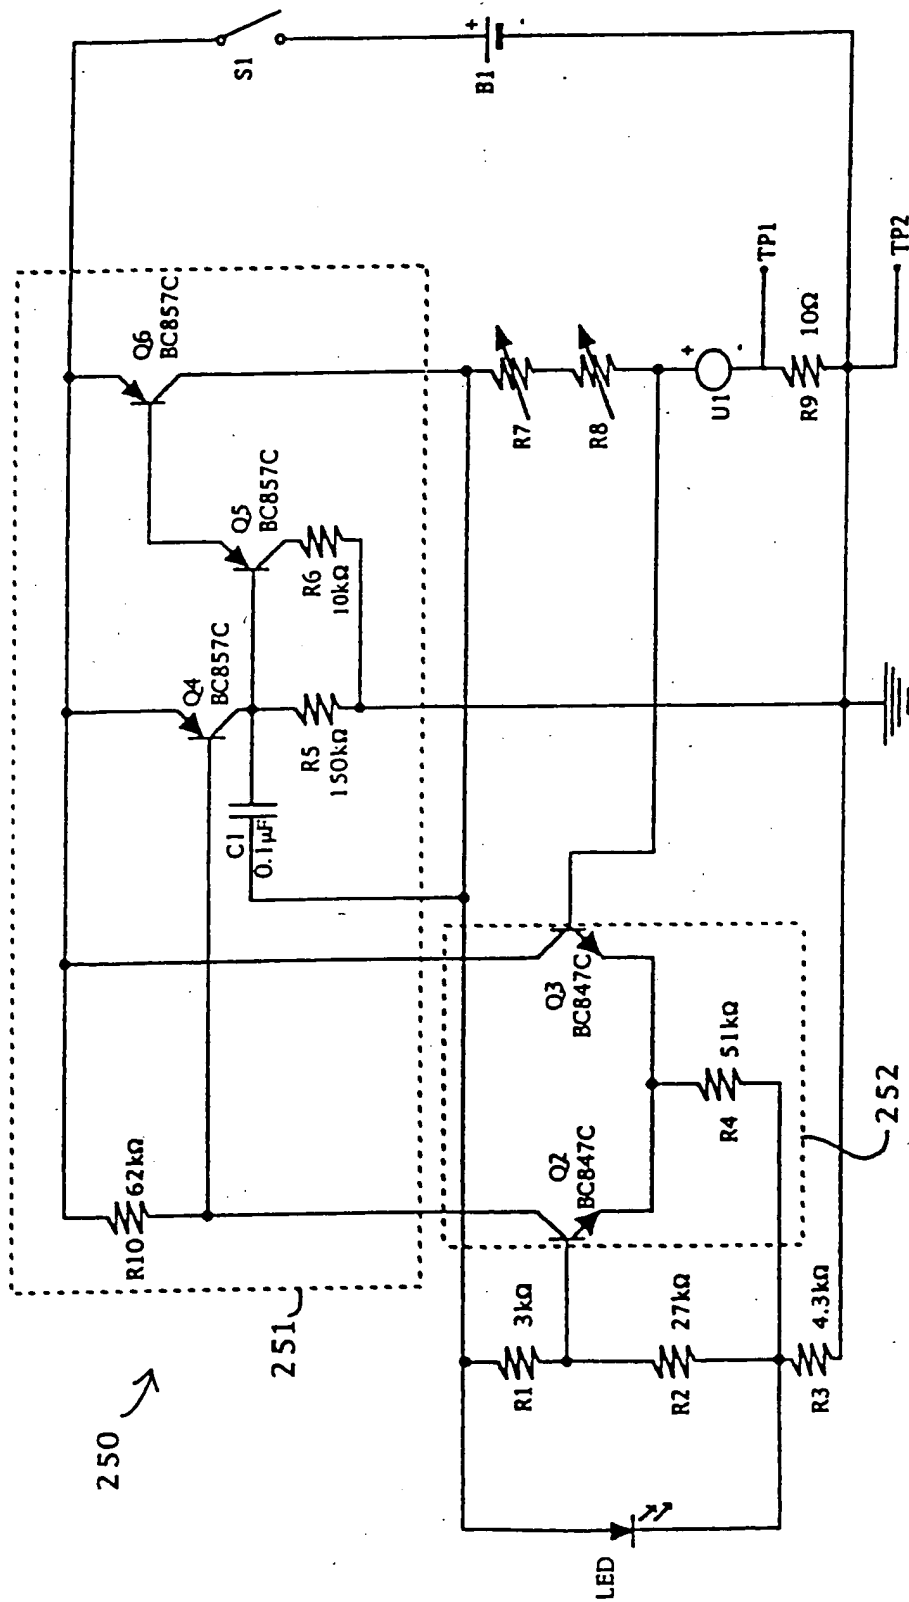 250
251
R10
62kΩ
Q4
BC857C
Q5
BC857C
Q6
BC857C
C1
0.1µF
R5
150kΩ
R6
10kΩ
S1
B1
+
-
LED
R1
3kΩ
R2
27kΩ
R3
4.3kΩ
Q2
BC847C
Q3
BC847C
R4
51kΩ
252
R7
R8
U1
+
-
R9
10Ω
TP1
TP2